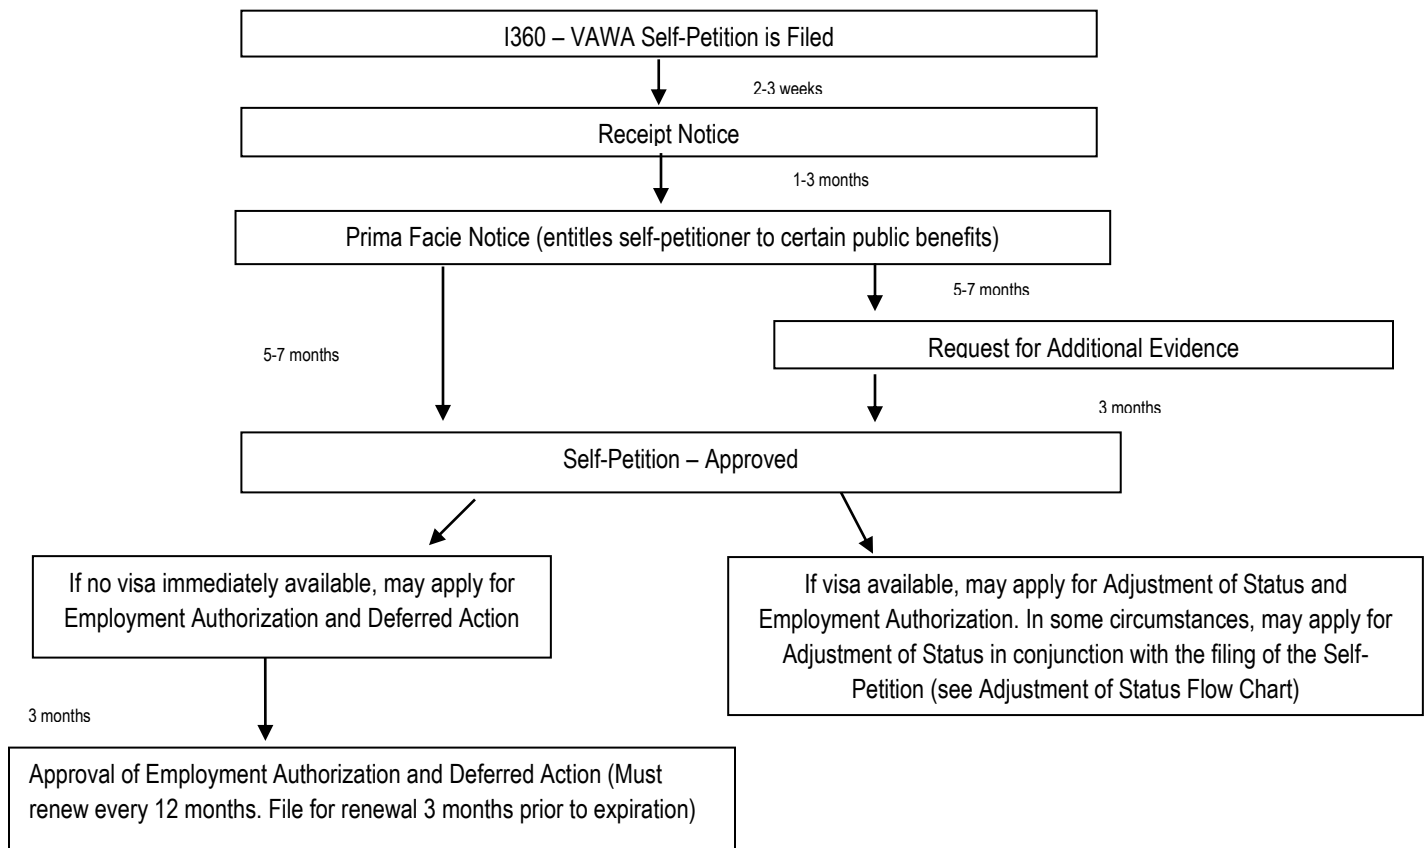 I360 – VAWA Self-Petition is Filed
2-3 weeks
Receipt Notice
1-3 months
Prima Facie Notice (entitles self-petitioner to certain public benefits)
5-7 months
Request for Additional Evidence
5-7 months
3 months
Self-Petition – Approved
If no visa immediately available, may apply for
Employment Authorization and Deferred Action
If visa available, may apply for Adjustment of Status and
Employment Authorization. In some circumstances, may apply for
Adjustment of Status in conjunction with the filing of the Self-
Petition (see Adjustment of Status Flow Chart)
3 months
Approval of Employment Authorization and Deferred Action (Must
renew every 12 months. File for renewal 3 months prior to expiration)